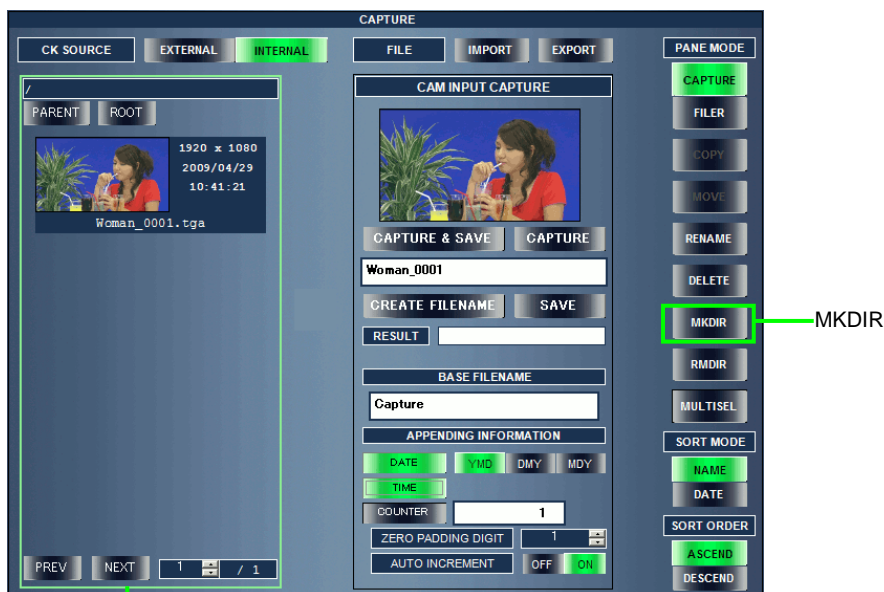 CAPTURE
CK SOURCE EXTERNAL INTERNAL FILE IMPORT EXPORT PANE MODE
/
PARENT ROOT
1920 x 1080
2009/04/29
10:41:21
Woman_0001.tga
PREV NEXT 1 / 1
CAM INPUT CAPTURE
CAPTURE & SAVE CAPTURE
Woman_0001
CREATE FILENAME SAVE
RESULT
BASE FILENAME
Capture
APPENDING INFORMATION
DATE YMD DMY MDY
TIME
COUNTER 1
ZERO PADDING DIGIT 1
AUTO INCREMENT OFF ON
CAPTURE
FILER
COPY
MOVE
RENAME
DELETE
MKDIR
MKDIR
RMDIR
MULTISEL
SORT MODE
NAME
DATE
SORT ORDER
ASCEND
DESCEND